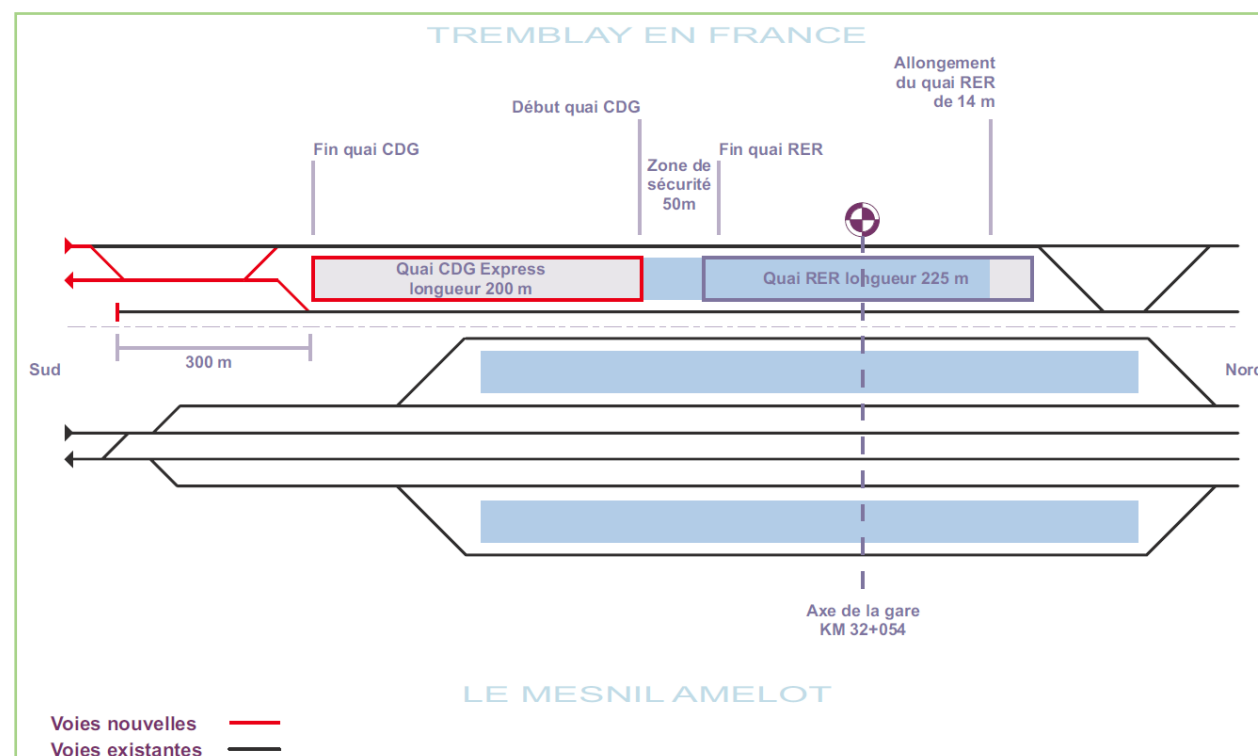 TREMBLAY EN FRANCE
Allongement
du quai RER
de 14 m
Début quai CDG
Fin quai CDG
Zone de
sécurité
50m
Fin quai RER
Quai CDG Express
longueur 200 m
Quai RER longueur 225 m
300 m
Sud
Nord
Axe de la gare
KM 32+054
LE MESNIL AMELOT
Voies nouvelles
Voies existantes